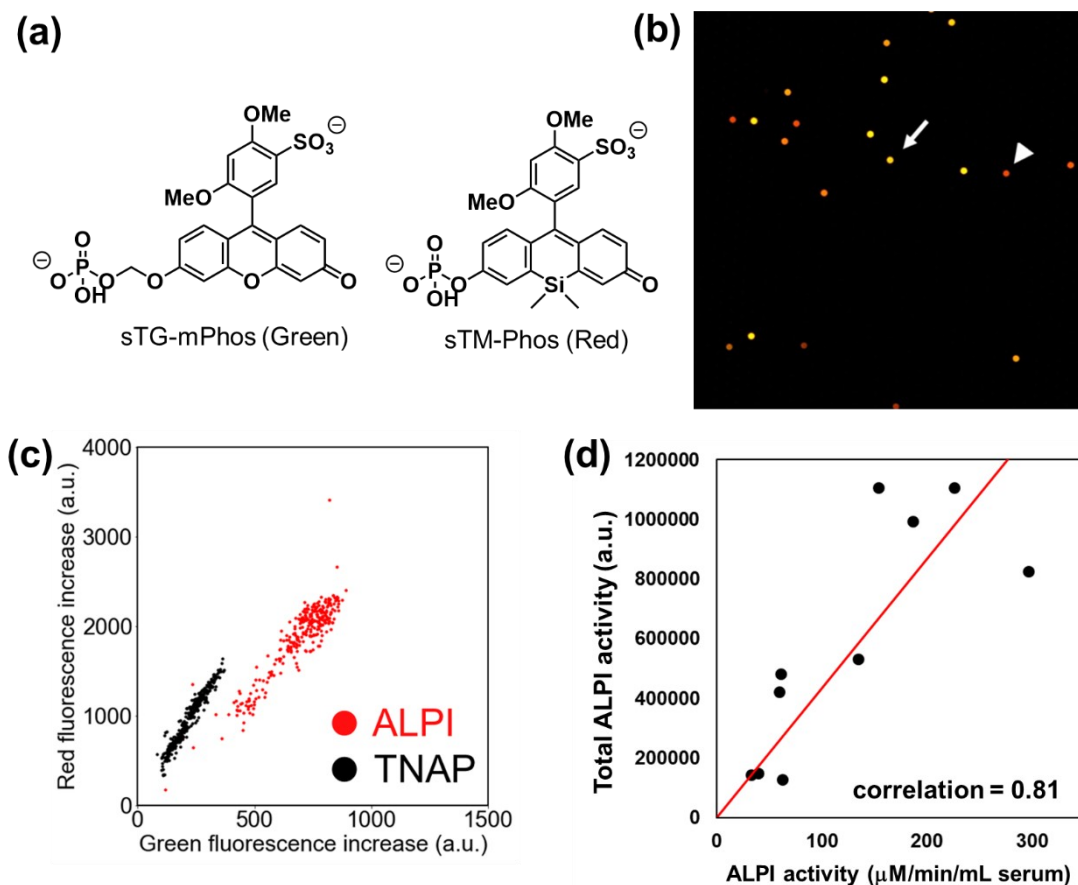 (a)
OMe
SO3
⊖
MeO
⊖
O
P
O
OH
O
O
O
O
sTG-mPhos (Green)
OMe
SO3
⊖
MeO
⊖
O
P
O
OH
O
Si
O
sTM-Phos (Red)
(b)
(c)
Red fluorescence increase (a.u.)
4000
3000
2000
1000
0
0
500
1000
1500
Green fluorescence increase (a.u.)
ALPI
TNAP
(d)
Total ALPI activity (a.u.)
1200000
1000000
800000
600000
400000
200000
0
0
100
200
300
ALPI activity (μM/min/mL serum)
correlation = 0.81